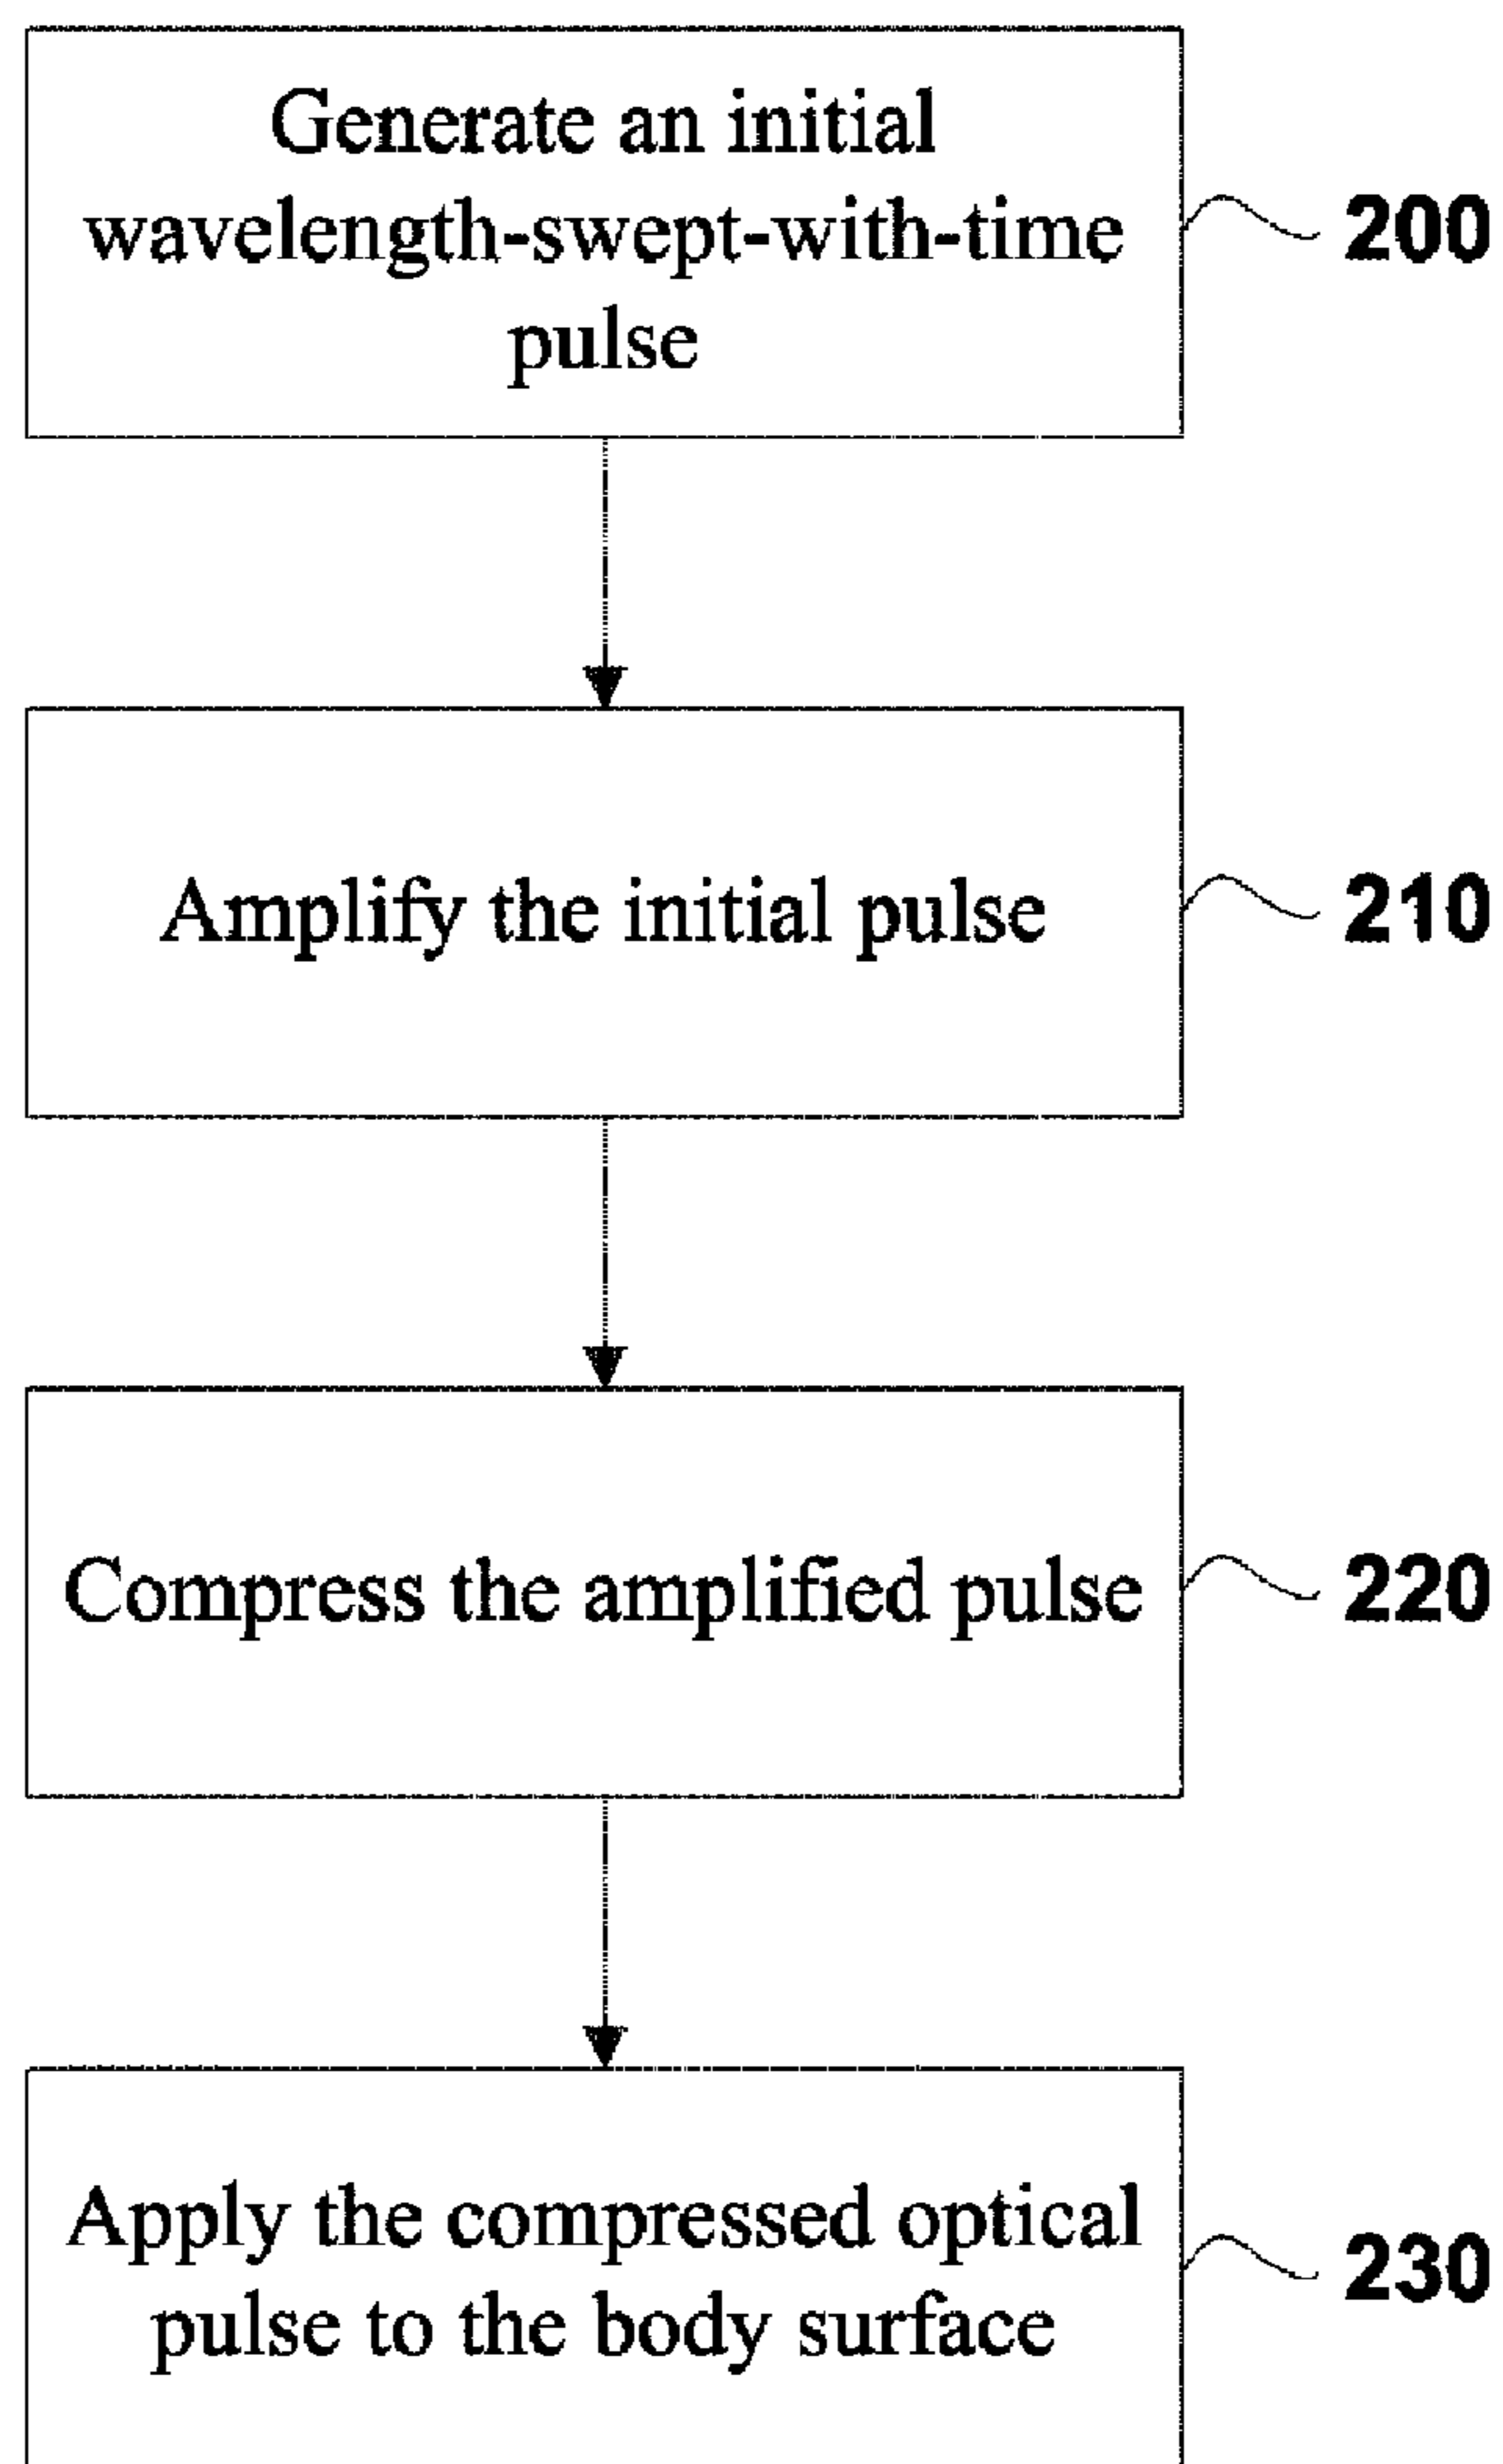 Generate an initial
wavelength-swept-with-time
pulse
200
Amplify the initial pulse
210
Compress the amplified pulse
220
Apply the compressed optical
pulse to the body surface
230